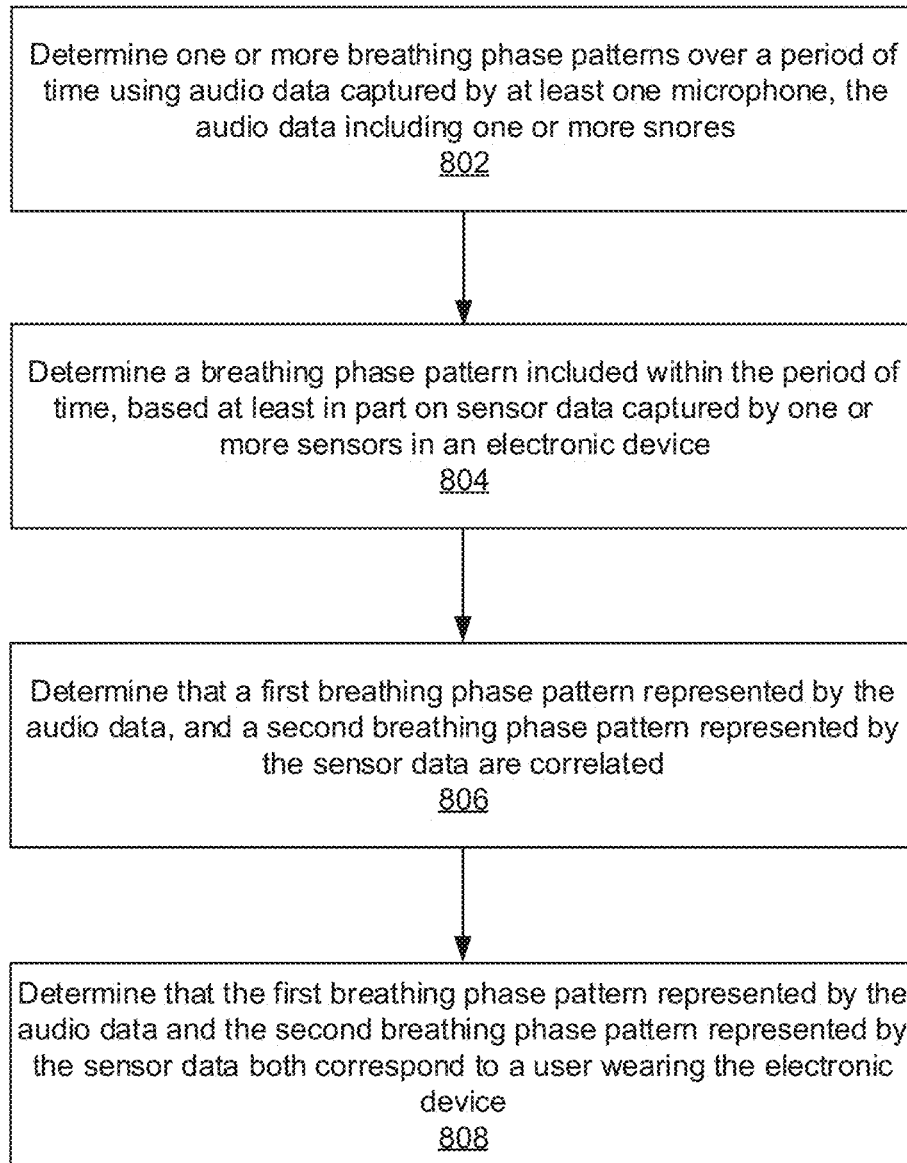 Determine one or more breathing phase patterns over a period of
time using audio data captured by at least one microphone, the
audio data including one or more snores
802
Determine a breathing phase pattern included within the period of
time, based at least in part on sensor data captured by one or
more sensors in an electronic device
804
Determine that a first breathing phase pattern represented by the
audio data, and a second breathing phase pattern represented by
the sensor data are correlated
806
Determine that the first breathing phase pattern represented by the
audio data and the second breathing phase pattern represented by
the sensor data both correspond to a user wearing the electronic
device
808